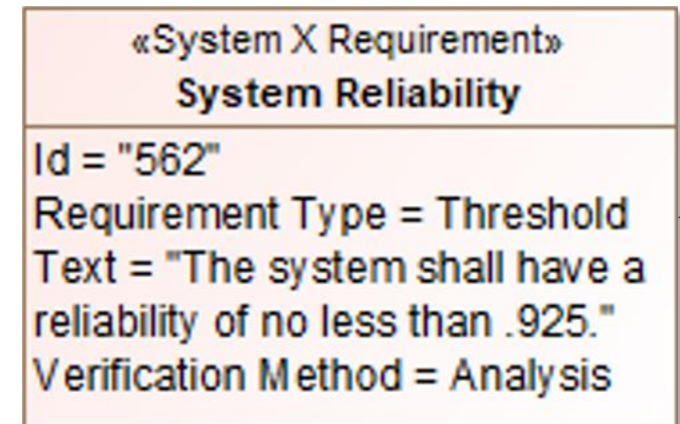 «System X Requirement»
System Reliability
Id = "562"
Requirement Type = Threshold
Text = "The system shall have a
reliability of no less than .925."
Verification Method = Analysis